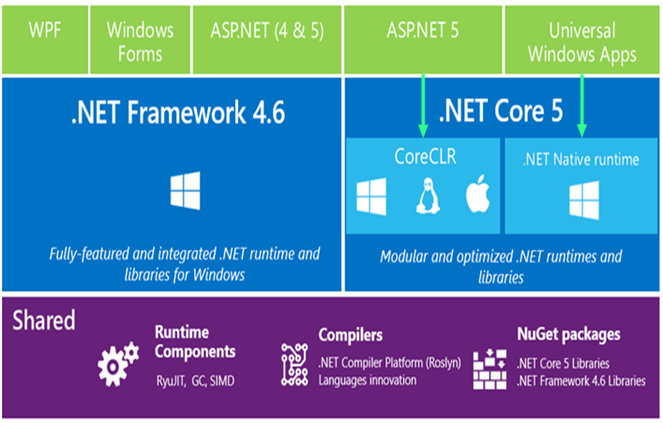 WPF
Windows
Forms
ASP.NET (4 & 5)
ASP.NET 5
Universal
Windows Apps
.NET Framework 4.6
Fully-featured and integrated .NET runtime and
libraries for Windows
.NET Core 5
CoreCLR
.NET Native runtime
Modular and optimized .NET runtimes and
libraries
Shared
Runtime
Components
RyuJIT, GC, SIMD
Compilers
.NET Compiler Platform (Roslyn)
Languages innovation
NuGet packages
.NET Core 5 Libraries
.NET Framework 4.6 Libraries